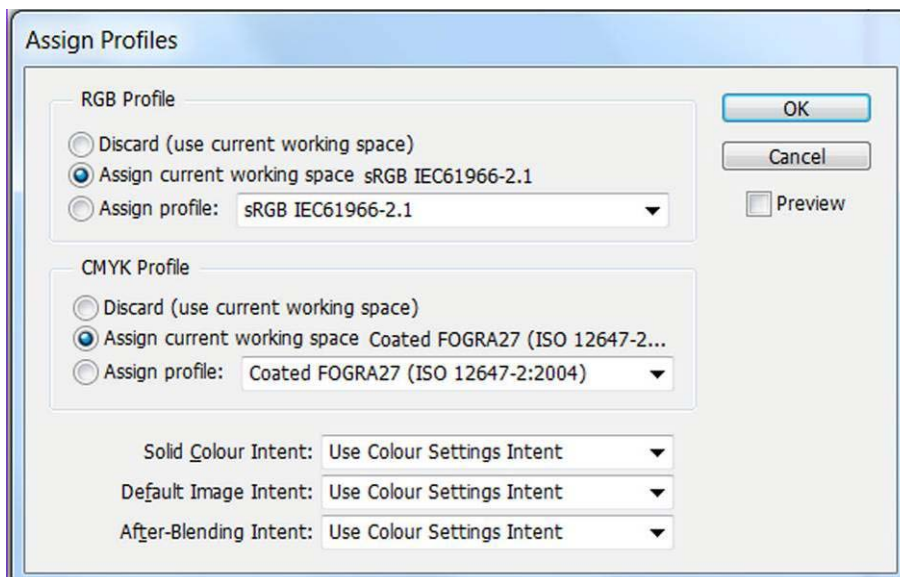 Assign Profiles
RGB Profile
Discard (use current working space)
Assign current working space sRGB IEC61966-2.1
Assign profile: sRGB IEC61966-2.1
OK
Cancel
Preview
CMYK Profile
Discard (use current working space)
Assign current working space Coated FOGRA27 (ISO 12647-2...
Assign profile: Coated FOGRA27 (ISO 12647-2:2004)
Solid Colour Intent: Use Colour Settings Intent
Default Image Intent: Use Colour Settings Intent
After-Blending Intent: Use Colour Settings Intent